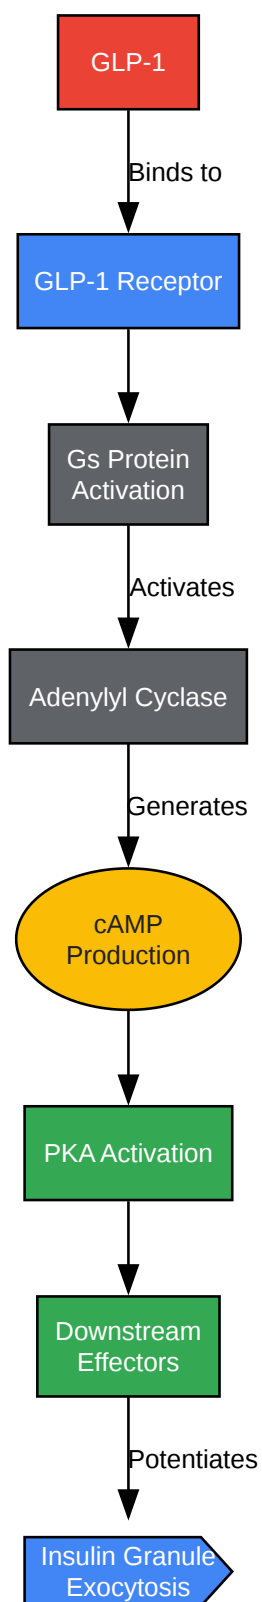 GLP-1
Binds to
GLP-1 Receptor
Gs Protein
Activation
Activates
Adenylyl Cyclase
Generates
cAMP
Production
PKA Activation
Downstream
Effectors
Potentiates
Insulin Granule
Exocytosis